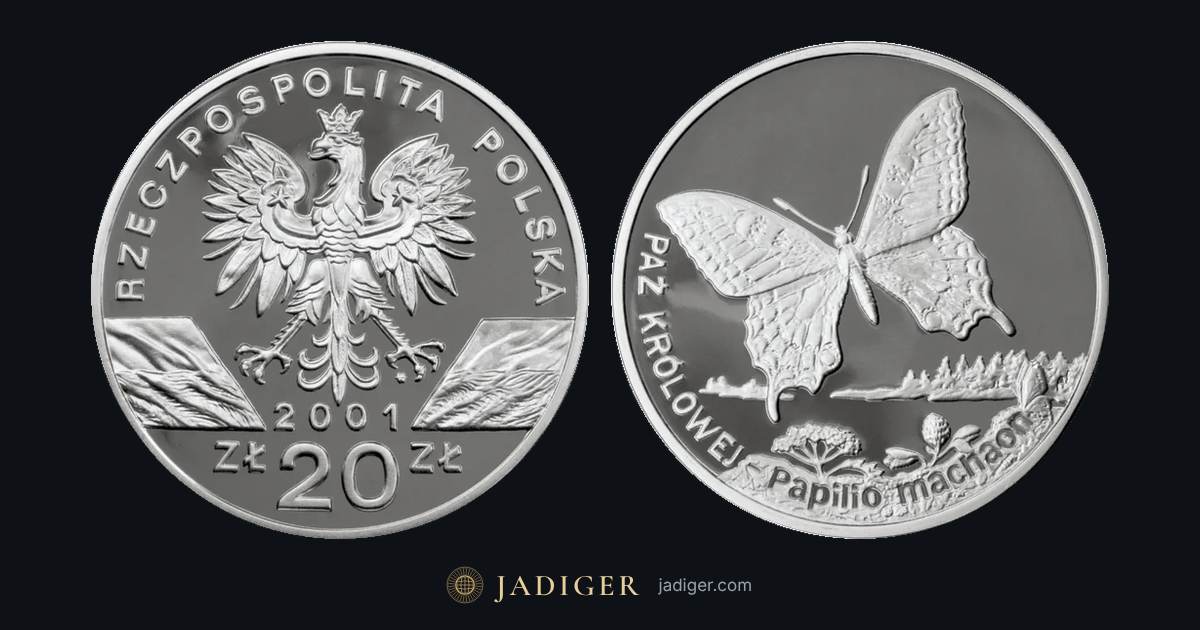 RZECZPOSPOLITA POLSKA
2001
ZŁ 20 ZŁ
PAŹ KRÓLOWEJ - Papilio machaon
JADIGER jadiger.com